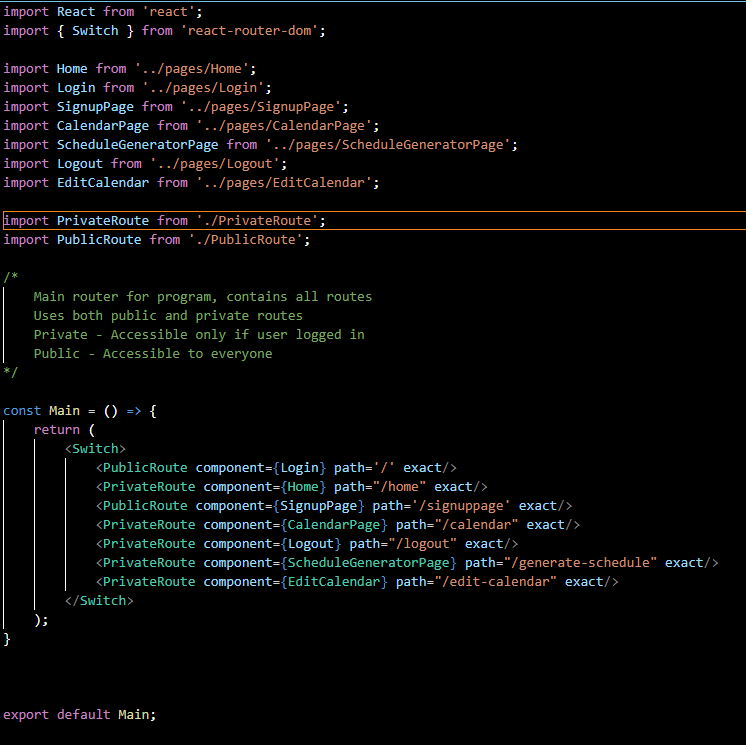 import React from 'react';
import { Switch } from 'react-router-dom';
import Home from '../pages/Home';
import Login from '../pages/Login';
import SignupPage from '../pages/SignupPage';
import CalendarPage from '../pages/CalendarPage';
import ScheduleGeneratorPage from '../pages/ScheduleGeneratorPage';
import Logout from '../pages/Logout';
import EditCalendar from '../pages/EditCalendar';
import PrivateRoute from './PrivateRoute';
import PublicRoute from './PublicRoute';
/*
    Main router for program, contains all routes
    Uses both public and private routes
    Private - Accessible only if user logged in
    Public - Accessible to everyone
*/
const Main = () => {
    return (
        <Switch>
            <PublicRoute component={Login} path='/' exact/>
            <PrivateRoute component={Home} path="/home" exact/>
            <PublicRoute component={SignupPage} path='/signuppage' exact/>
            <PrivateRoute component={CalendarPage} path="/calendar" exact/>
            <PrivateRoute component={Logout} path="/logout" exact/>
            <PrivateRoute component={ScheduleGeneratorPage} path="/generate-schedule" exact/>
            <PrivateRoute component={EditCalendar} path="/edit-calendar" exact/>
        </Switch>
    );
}
export default Main;